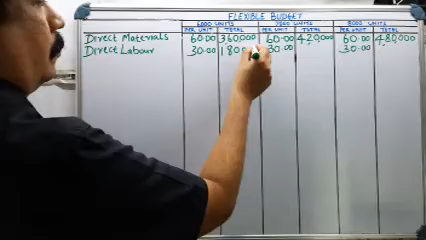 FLEXIBLE BUDGET
6000 UNITS 7000 UNITS 8000 UNITS
PER UNIT TOTAL PER UNIT TOTAL PER UNIT TOTAL
Direct Materials 60.00 360000 60.00 420000 60.00 480000
Direct Labour 30.00 30.00 30.00